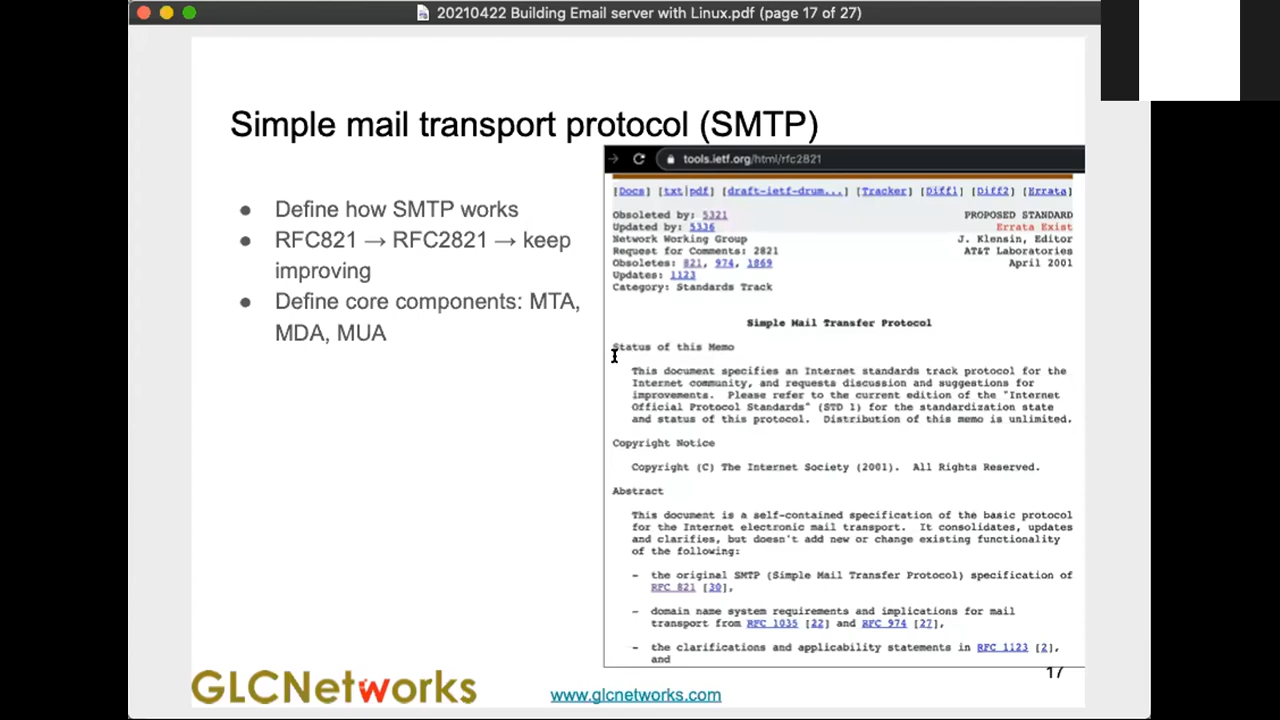 20210422 Building Email server with Linux.pdf (page 17 of 27)
Simple mail transport protocol (SMTP)
● Define how SMTP works
● RFC821 → RFC2821 → keep
improving
● Define core components: MTA,
MDA, MUA
tools.ietf.org/html/rfc2821
[Docs] [txt|pdf] [draft-ietf-drum...] [Tracker] [Diff1] [Diff2] [Errata]
Obsoleted by: 5321 PROPOSED STANDARD
Updated by: 5336 Errata Exist
Network Working Group J. Klensin, Editor
Request for Comments: 2821 AT&T Laboratories
Obsoletes: 821, 974, 1869 April 2001
Updates: 1123
Category: Standards Track
Simple Mail Transfer Protocol
Status of this Memo
This document specifies an Internet standards track protocol for the
Internet community, and requests discussion and suggestions for
improvements. Please refer to the current edition of the "Internet
Official Protocol Standards" (STD 1) for the standardization state
and status of this protocol. Distribution of this memo is unlimited.
Copyright Notice
Copyright (C) The Internet Society (2001). All Rights Reserved.
Abstract
This document is a self-contained specification of the basic protocol
for the Internet electronic mail transport. It consolidates, updates
and clarifies, but doesn't add new or change existing functionality
of the following:
- the original SMTP (Simple Mail Transfer Protocol) specification of
RFC 821 [30],
- domain name system requirements and implications for mail
transport from RFC 1035 [22] and RFC 974 [27],
- the clarifications and applicability statements in RFC 1123 [2],
and
17
GLCNetworks
www.glcnetworks.com